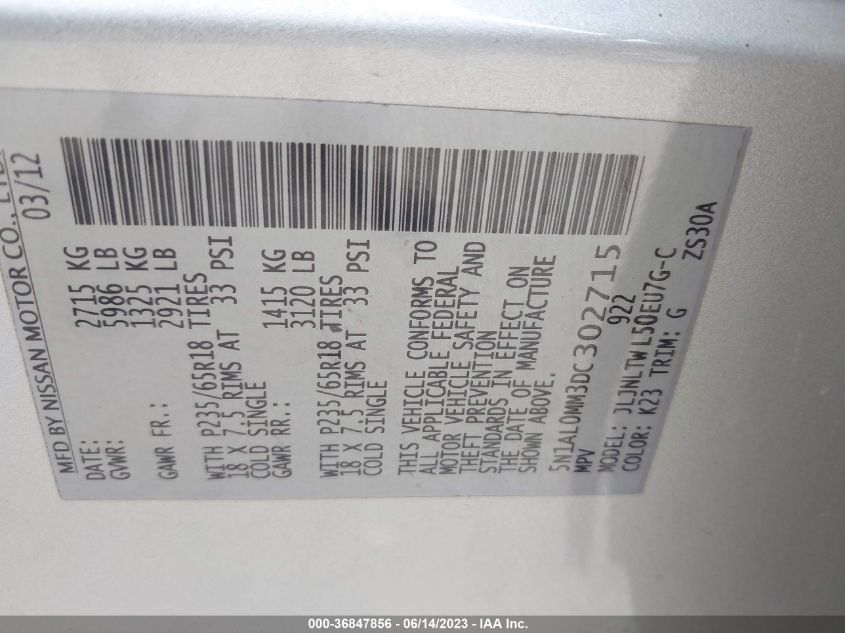 MFD BY NISSAN MOTOR CO., LTD.
DATE: 03/12
GVWR: 2715 KG
5986 LB
GAWR FR.: 1325 KG
2921 LB
WITH P235/65R18 TIRES
18 X 7.5 RIMS AT 33 PSI
COLD SINGLE
GAWR RR.: 1415 KG
3120 LB
WITH P235/65R18 TIRES
18 X 7.5 RIMS AT 33 PSI
COLD SINGLE
THIS VEHICLE CONFORMS TO
ALL APPLICABLE FEDERAL
MOTOR VEHICLE SAFETY AND
THEFT PREVENTION
STANDARDS IN EFFECT ON
THE DATE OF MANUFACTURE
SHOWN ABOVE.
5N1AL0MM3DC302715
MPV 922
MODEL: JLJNLTWL50EU7G-C
COLOR: K23 TRIM: G
ZS30A
000-36847856 - 06/14/2023 - IAA Inc.